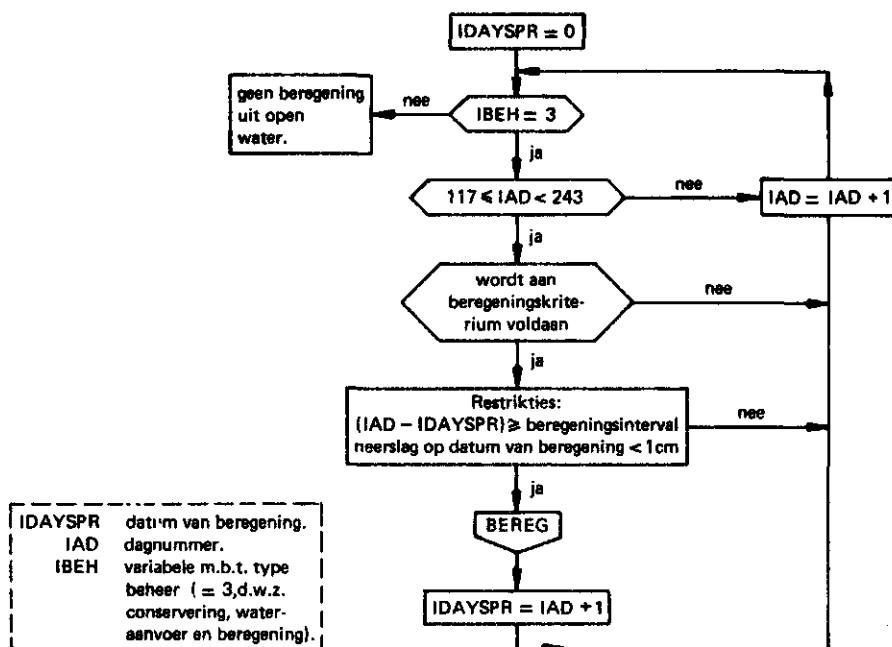 IDAYSPR = 0
geen beregening
uit open
water.
nee
IBEH = 3
ja
117 ⩽ IAD < 243
nee
IAD = IAD + 1
ja
wordt aan
beregeningskrite-
rium voldaan
nee
ja
Restrikties:
(IAD – IDAYSPR) ⩾ beregeningsinterval
neerslag op datum van beregening < 1cm
nee
ja
BEREG
IDAYSPR = IAD + 1
IDAYSPR datum van beregening.
IAD dagnummer.
IBEH variabele m.b.t. type
beheer ( = 3,d.w.z.
conservering, water-
aanvoer en beregening).